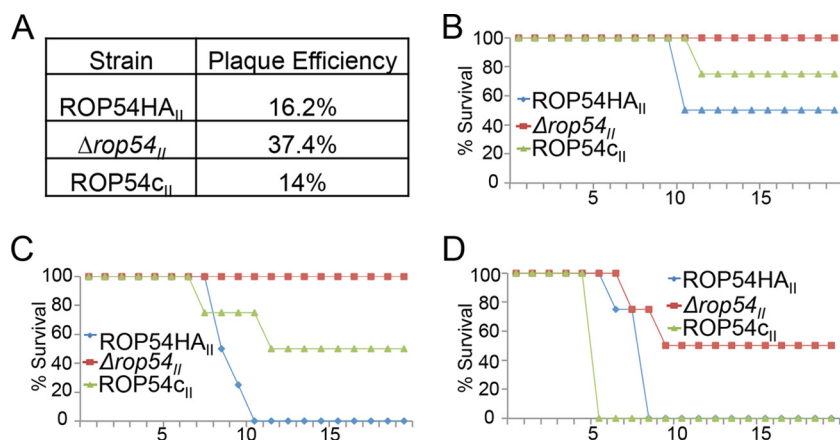 A
Strain Plaque Efficiency
ROP54HAII 16.2%
Δrop54II 37.4%
ROP54cII 14%
B
% Survival
100
80
60
40
20
0
ROP54HAII
Δrop54II
ROP54cII
5 10 15
C
% Survival
100
80
60
40
20
0
ROP54HAII
Δrop54II
ROP54cII
5 10 15
D
% Survival
100
80
60
40
20
0
ROP54HAII
Δrop54II
ROP54cII
5 10 15